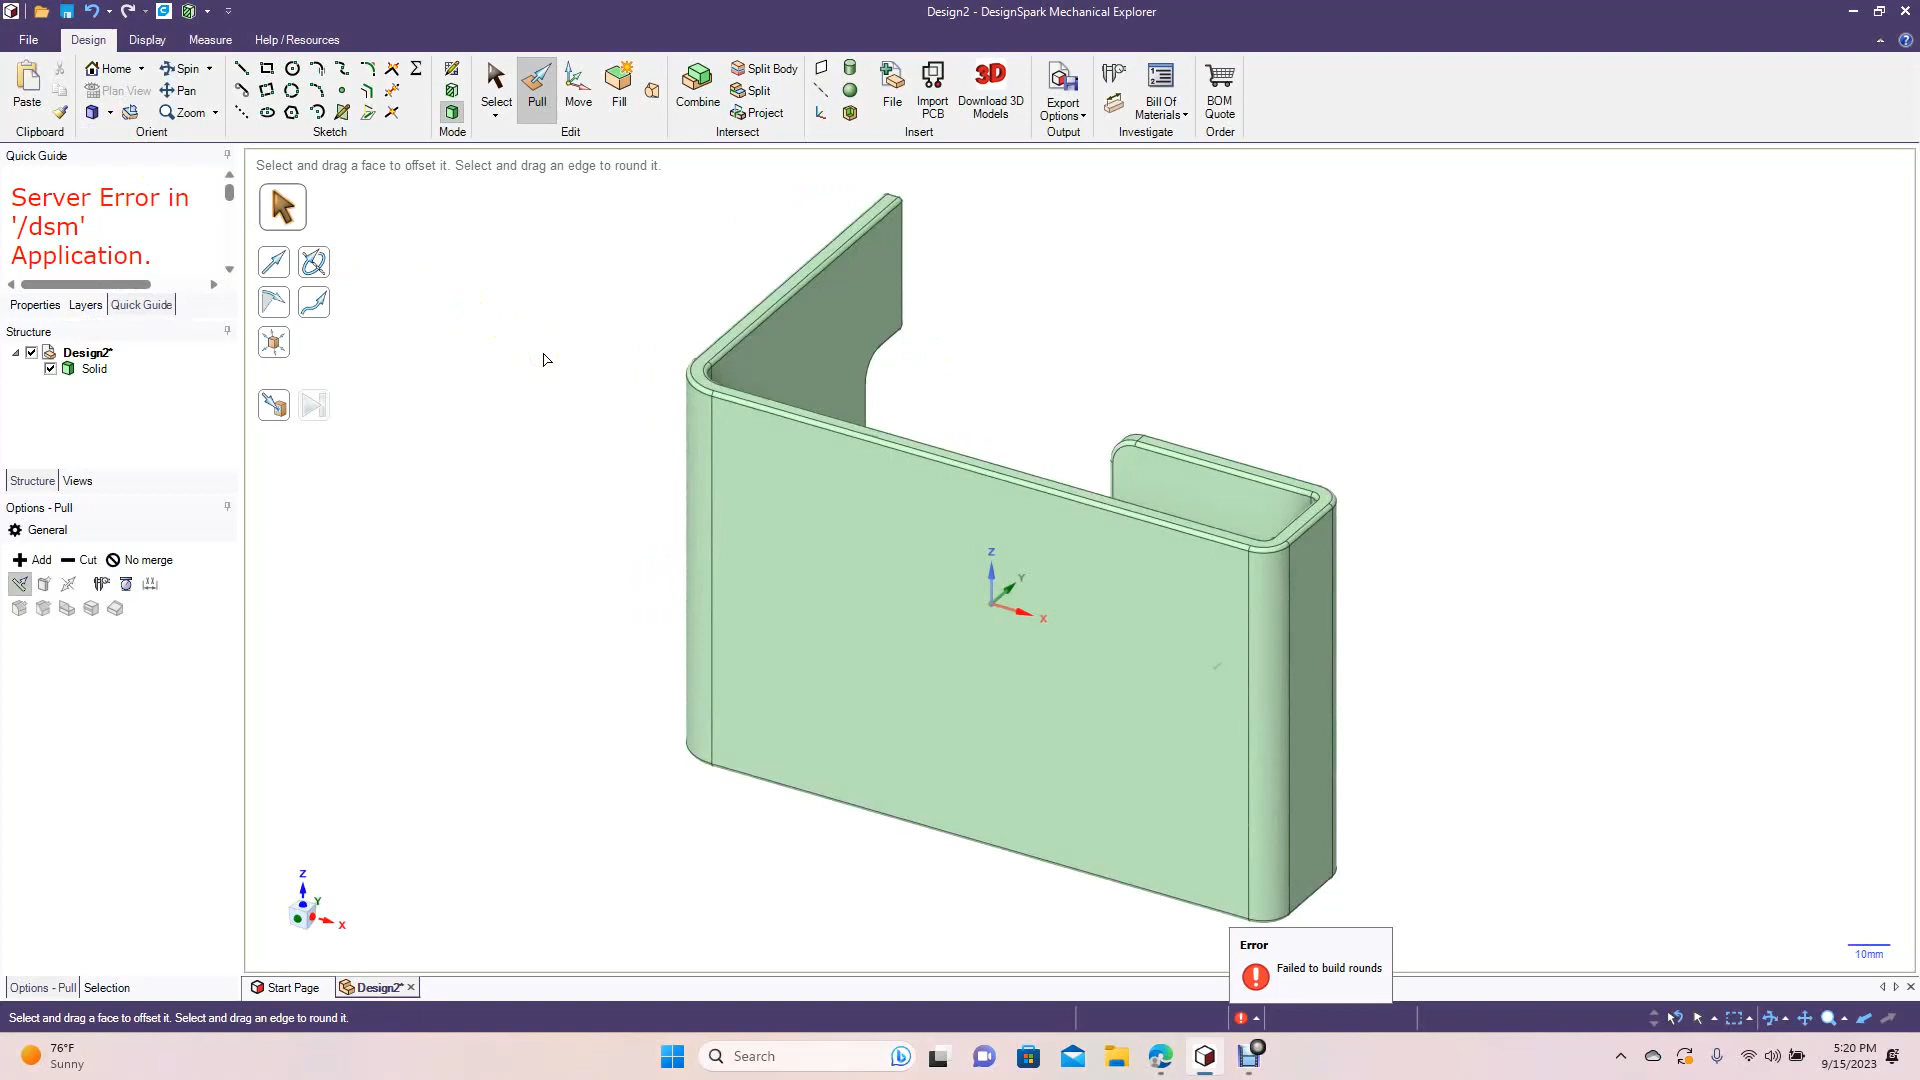 Design2 - DesignSpark Mechanical Explorer
File Design Display Measure Help / Resources
Paste
Clipboard
Home Spin
Plan View Pan
Zoom
Orient
Sketch
Mode
Select Pull Move Fill
Edit
Combine
Split Body
Split
Project
Intersect
File
Import PCB
3D
Download 3D Models
Insert
Export Options
Output
Bill Of Materials
Investigate
BOM Quote
Order
Quick Guide
Server Error in
'/dsm'
Application.
Properties Layers Quick Guide
Structure
Design2*
Solid
Structure Views
Options - Pull
General
Add Cut No merge
Select and drag a face to offset it. Select and drag an edge to round it.
Z
Y
X
Z
Y
X
Error
Failed to build rounds
10mm
Options - Pull Selection
Start Page Design2*
Select and drag a face to offset it. Select and drag an edge to round it.
76°F
Sunny
Search
5:20 PM
9/15/2023